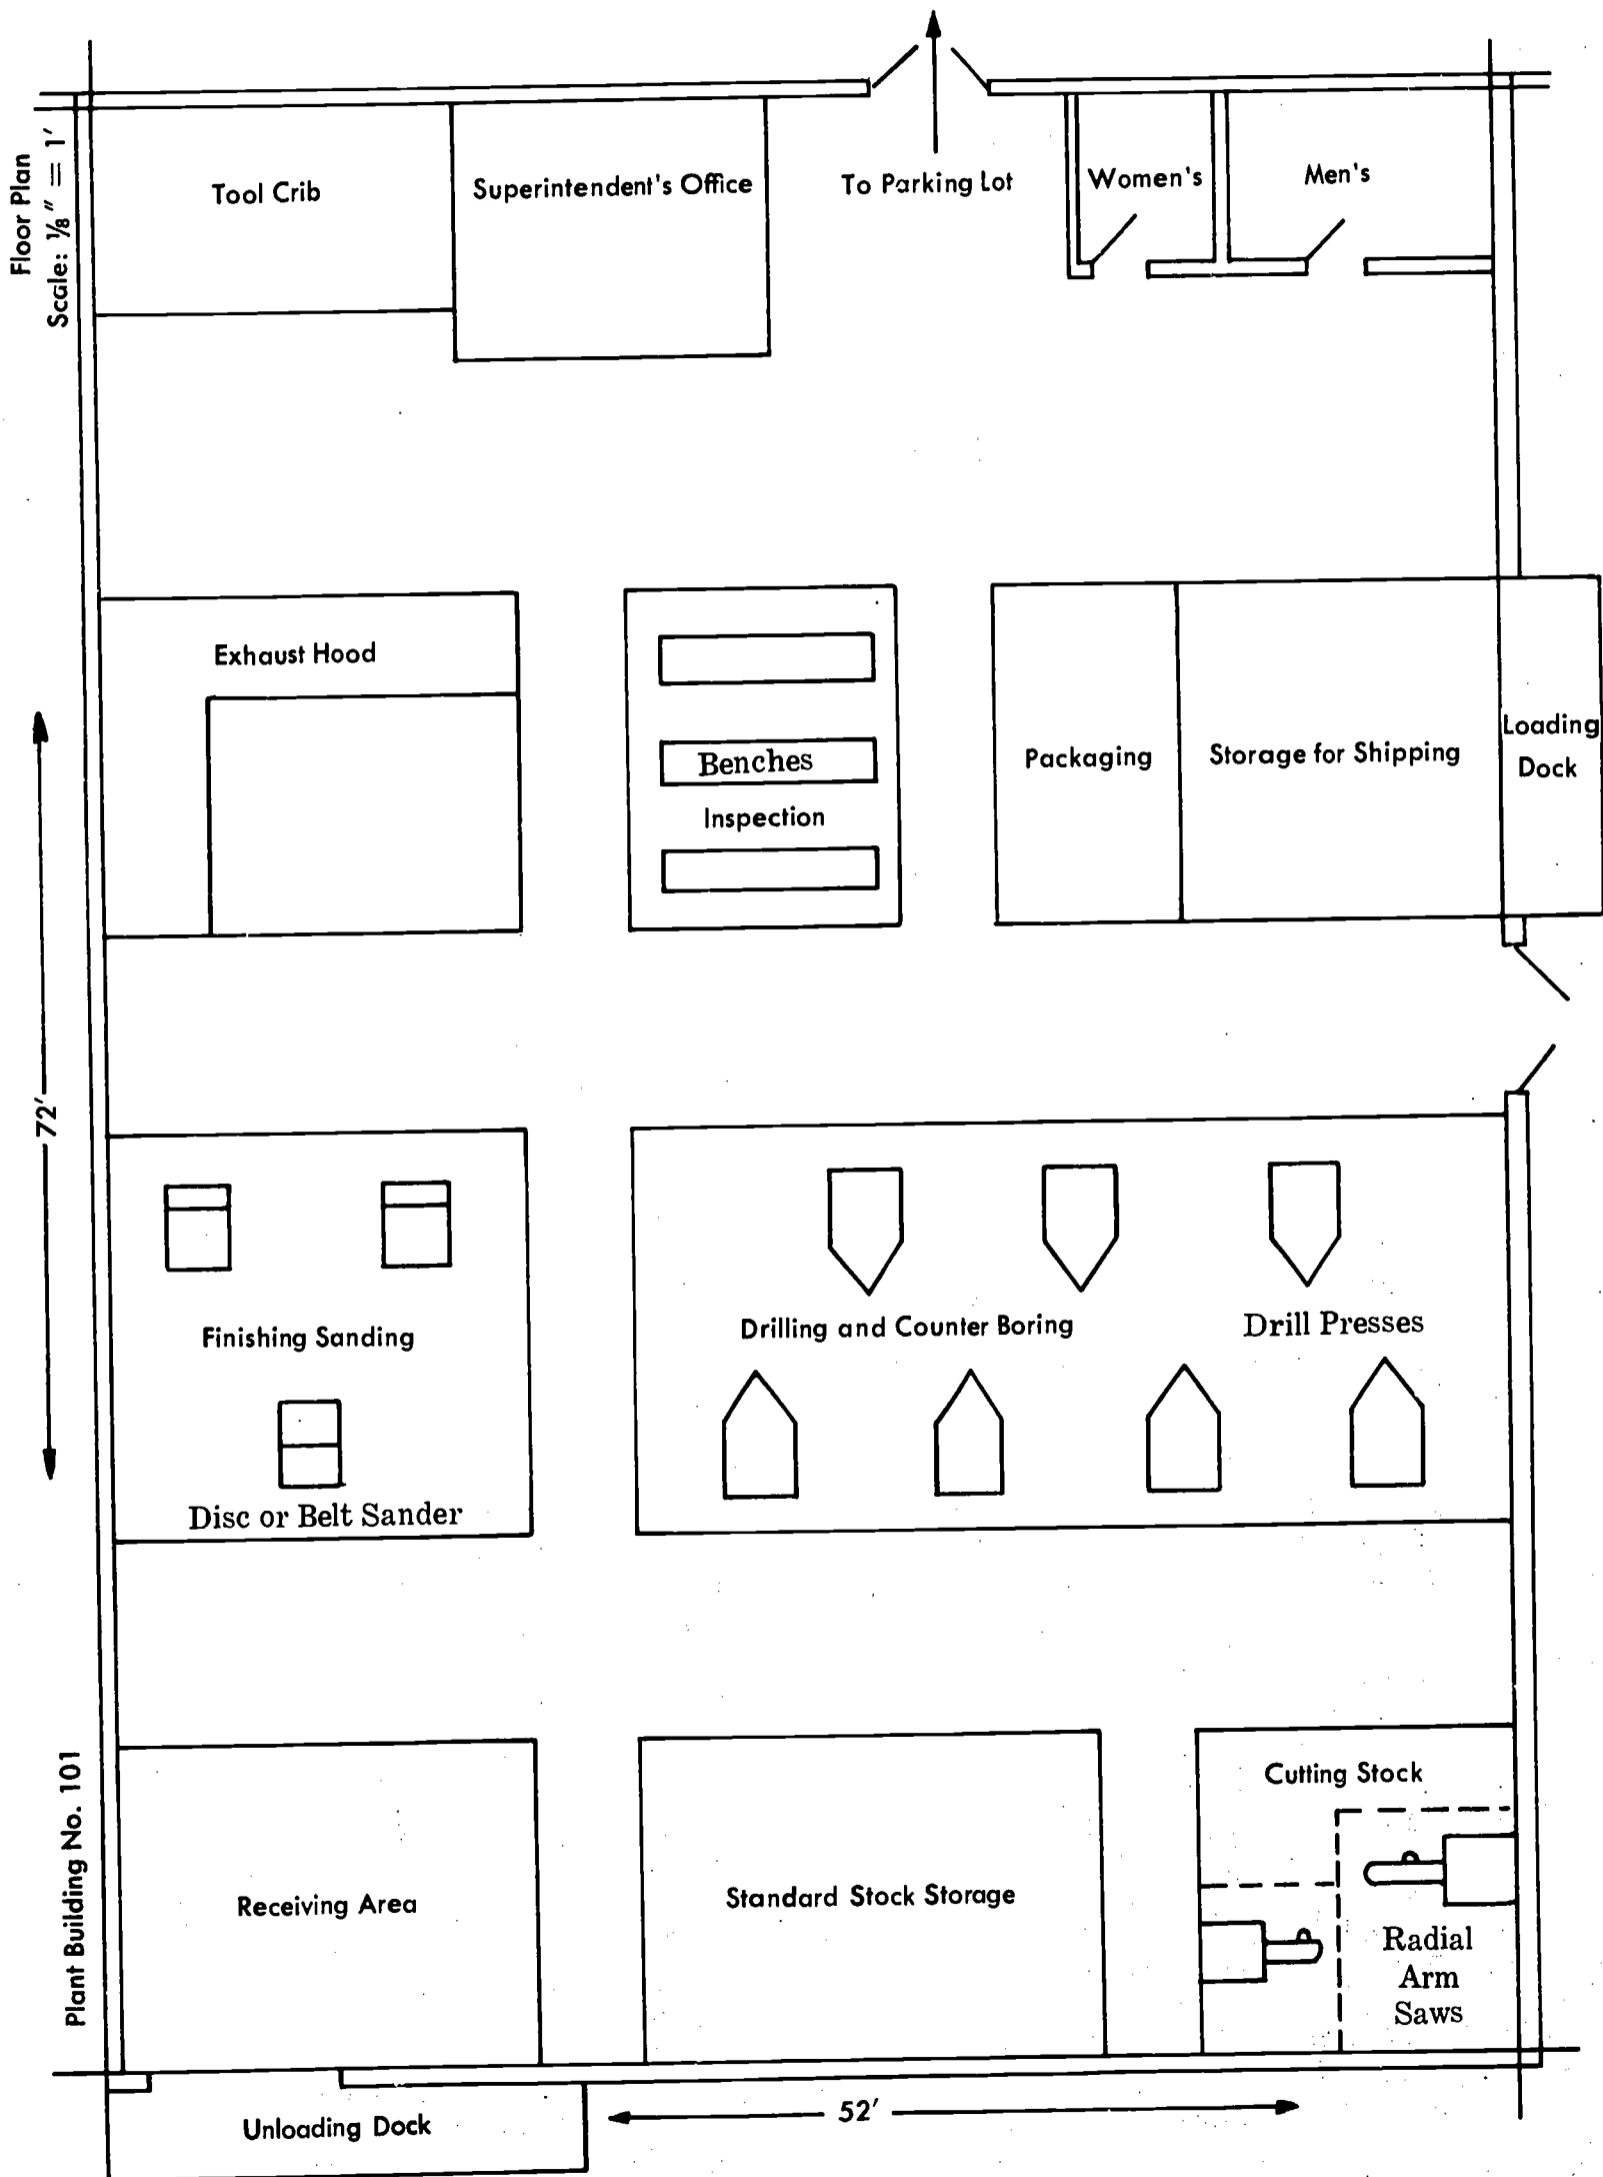 Floor Plan
Scale: ⅛" = 1'
Tool Crib
Superintendent's Office
To Parking Lot
Women's
Men's
Exhaust Hood
Benches
Inspection
Packaging
Storage for Shipping
Loading
Dock
72'
Finishing Sanding
Disc or Belt Sander
Drilling and Counter Boring
Drill Presses
Plant Building No. 101
Receiving Area
Standard Stock Storage
Cutting Stock
Radial
Arm
Saws
Unloading Dock
52'